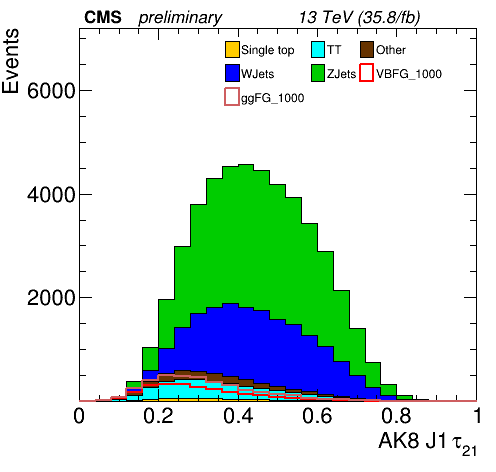 CMS preliminary 13 TeV (35.8/fb)
Events
Single top TT Other
WJets ZJets VBFG_1000
ggFG_1000
6000
4000
2000
0 0.2 0.4 0.6 0.8 1
AK8 J1 τ21